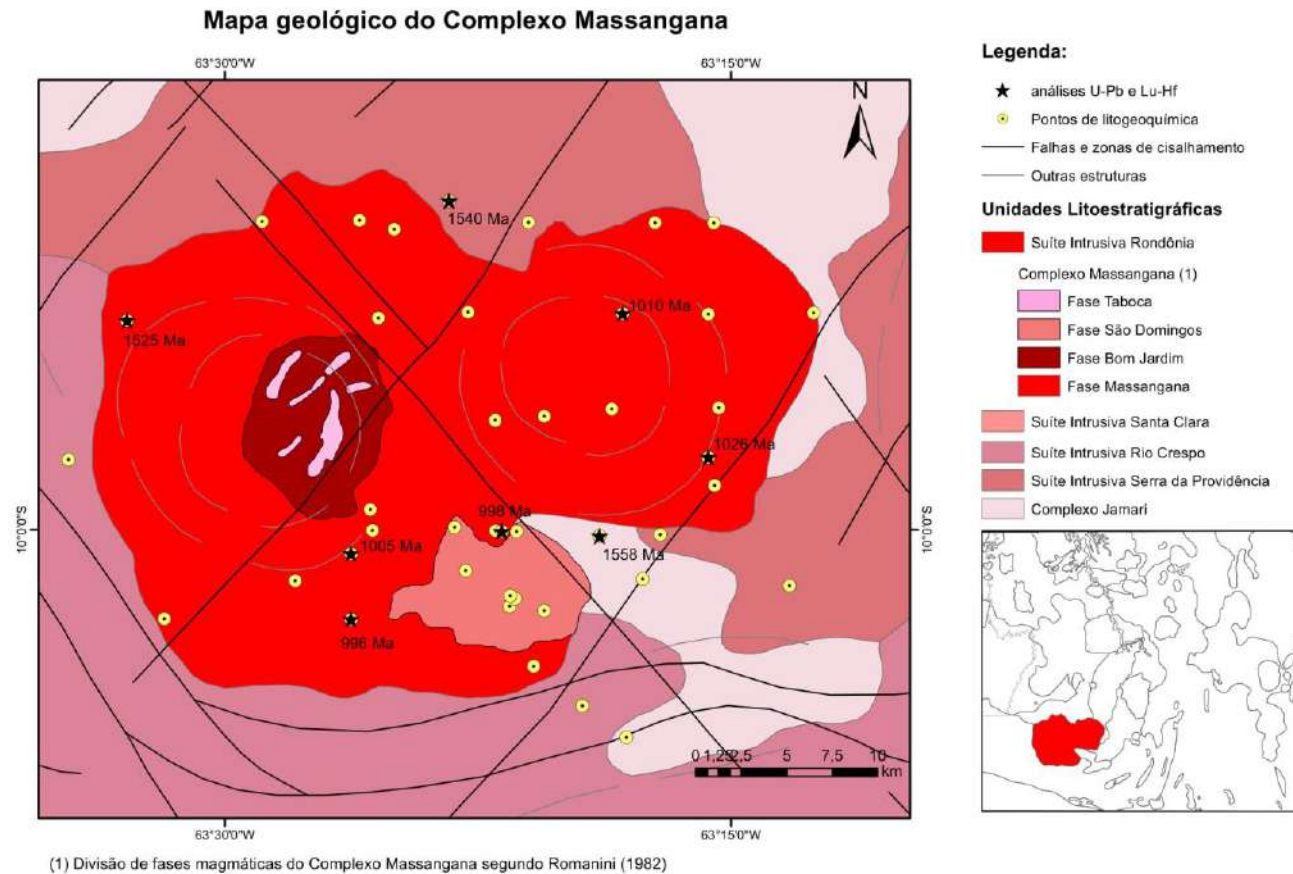 Mapa geológico do Complexo Massangana
63°30'0"W
63°15'0"W
N
1540 Ma
1010 Ma
1525 Ma
1026 Ma
998 Ma
10°0'0"S
10°0'0"S
1005 Ma
1558 Ma
996 Ma
0 1,25 2,5 5 7,5 10
km
63°30'0"W
63°15'0"W
(1) Divisão de fases magmáticas do Complexo Massangana segundo Romanini (1982)
Legenda:
análises U-Pb e Lu-Hf
Pontos de litogeoquímica
Falhas e zonas de cisalhamento
Outras estruturas
Unidades Litoestratigráficas
Suíte Intrusiva Rondônia
Complexo Massangana (1)
Fase Taboca
Fase São Domingos
Fase Bom Jardim
Fase Massangana
Suíte Intrusiva Santa Clara
Suíte Intrusiva Rio Crespo
Suíte Intrusiva Serra da Providência
Complexo Jamari